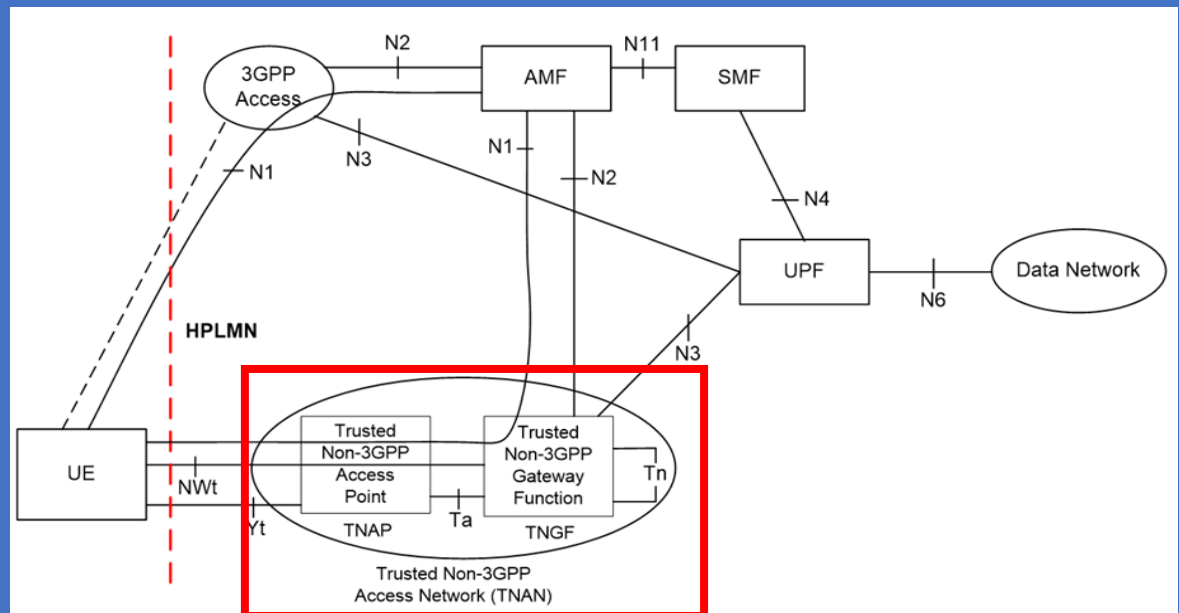 N2
N11
3GPP
Access
AMF
SMF
N3
N1
N1
N2
N4
UPF
Data Network
N6
HPLMN
N3
UE
NWt
Yt
Trusted
Non-3GPP
Access
Point
TNAP
Ta
Trusted
Non-3GPP
Gateway
Function
TNGF
Tn
Trusted Non-3GPP
Access Network (TNAN)